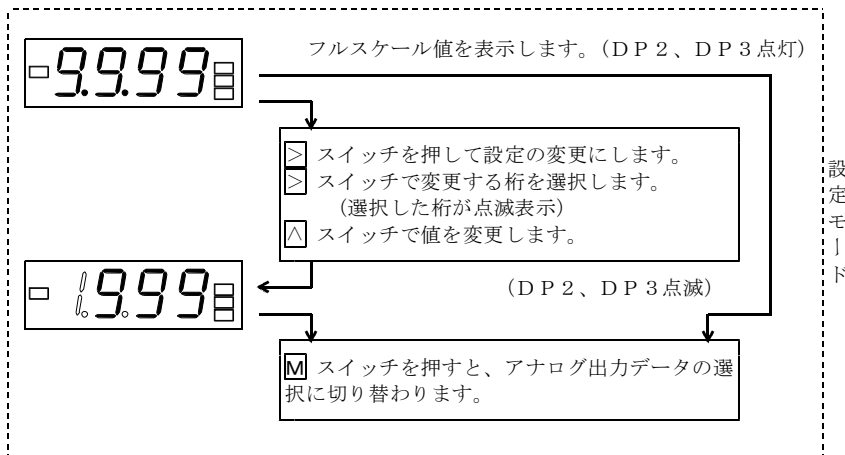 フルスケール値を表示します。(ＤＰ２、ＤＰ３点灯)
-9.9.99
> スイッチを押して設定の変更にします。
> スイッチで変更する桁を選択します。
(選択した桁が点滅表示)
∧ スイッチで値を変更します。
設定モード
(ＤＰ２、ＤＰ３点滅)
-1.9.99
M スイッチを押すと、アナログ出力データの選
択に切り替わります。